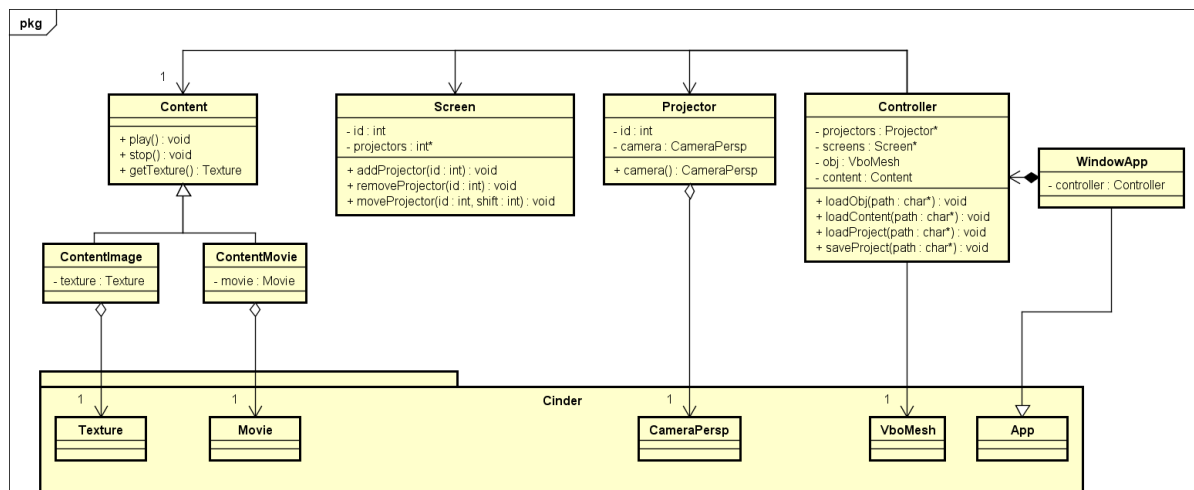 pkg
1
Content
+ play() : void
+ stop() : void
+ getTexture() : Texture
Screen
- id : int
- projectors : int*
+ addProjector(id : int) : void
+ removeProjector(id : int) : void
+ moveProjector(id : int, shift : int) : void
Projector
- id : int
- camera : CameraPersp
+ camera() : CameraPersp
Controller
- projectors : Projector*
- screens : Screen*
- obj : VboMesh
- content : Content
+ loadObj(path : char*) : void
+ loadContent(path : char*) : void
+ loadProject(path : char*) : void
+ saveProject(path : char*) : void
WindowApp
- controller : Controller
ContentImage
- texture : Texture
ContentMovie
- movie : Movie
Cinder
1
1
1
1
Texture
Movie
CameraPersp
VboMesh
App